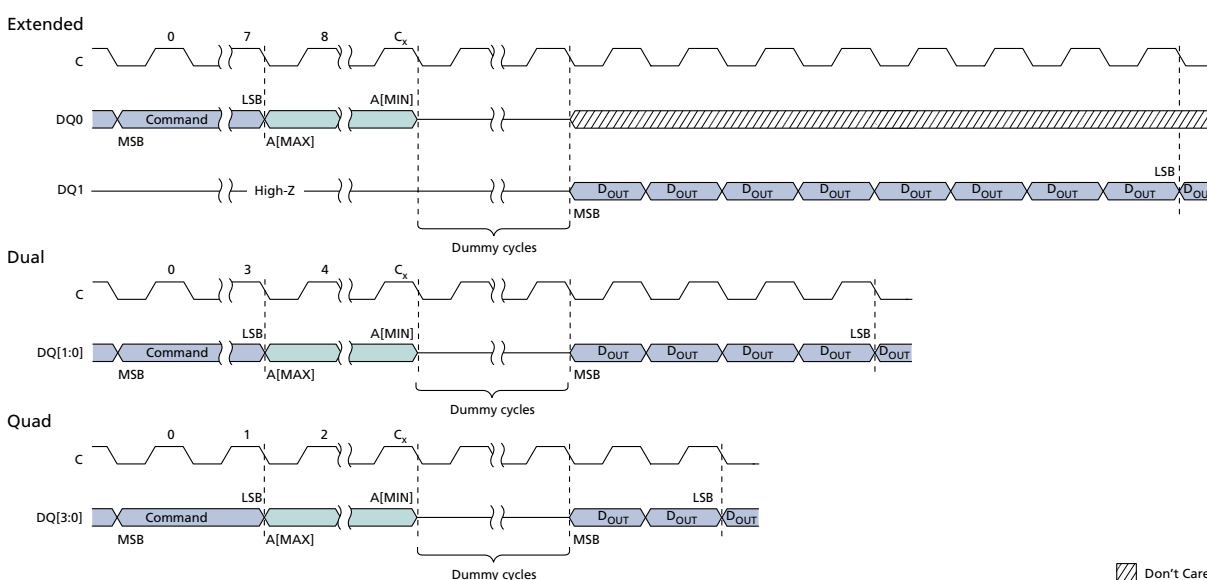 Extended
0 7 8 Cx
C
LSB A[MIN]
DQ0 Command
MSB A[MAX]
LSB
DQ1 High-Z DOUT DOUT DOUT DOUT DOUT DOUT DOUT DOUT DOU
MSB
Dummy cycles
Dual
0 3 4 Cx
C
LSB A[MIN] LSB
DQ[1:0] Command DOUT DOUT DOUT DOUT DOUT
MSB A[MAX] MSB
Dummy cycles
Quad
0 1 2 Cx
C
LSB A[MIN] LSB
DQ[3:0] Command DOUT DOUT DOUT
MSB A[MAX] MSB
Dummy cycles
Don't Care